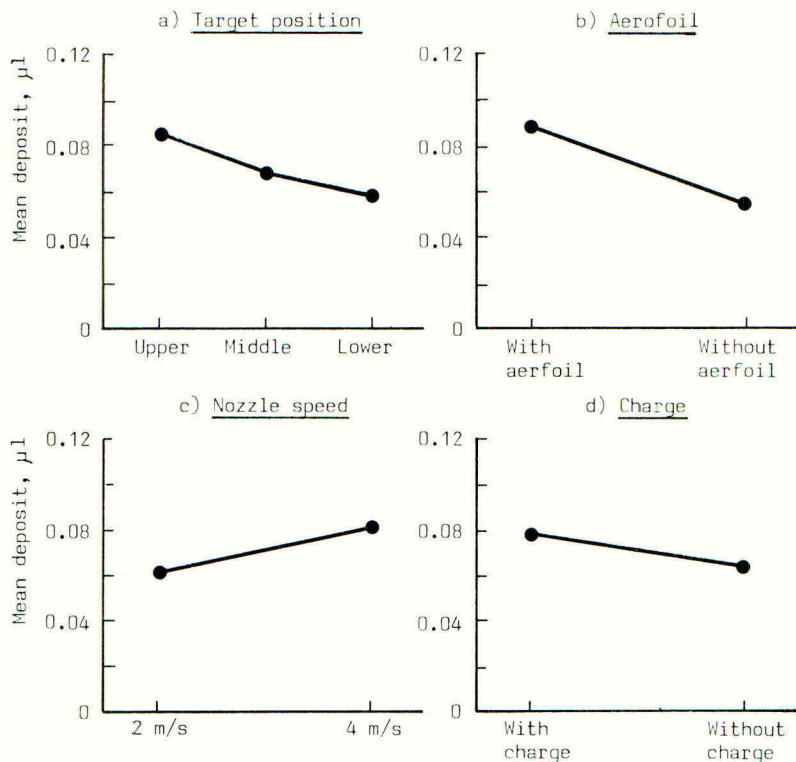 a) Target position
Mean deposit, µl
0.12
0.08
0.04
0
Upper Middle Lower
b) Aerofoil
0.12
0.08
0.04
0
With aerfoil
Without aerofoil
c) Nozzle speed
Mean deposit, µl
0.12
0.08
0.04
0
2 m/s 4 m/s
d) Charge
0.12
0.08
0.04
0
With charge
Without charge